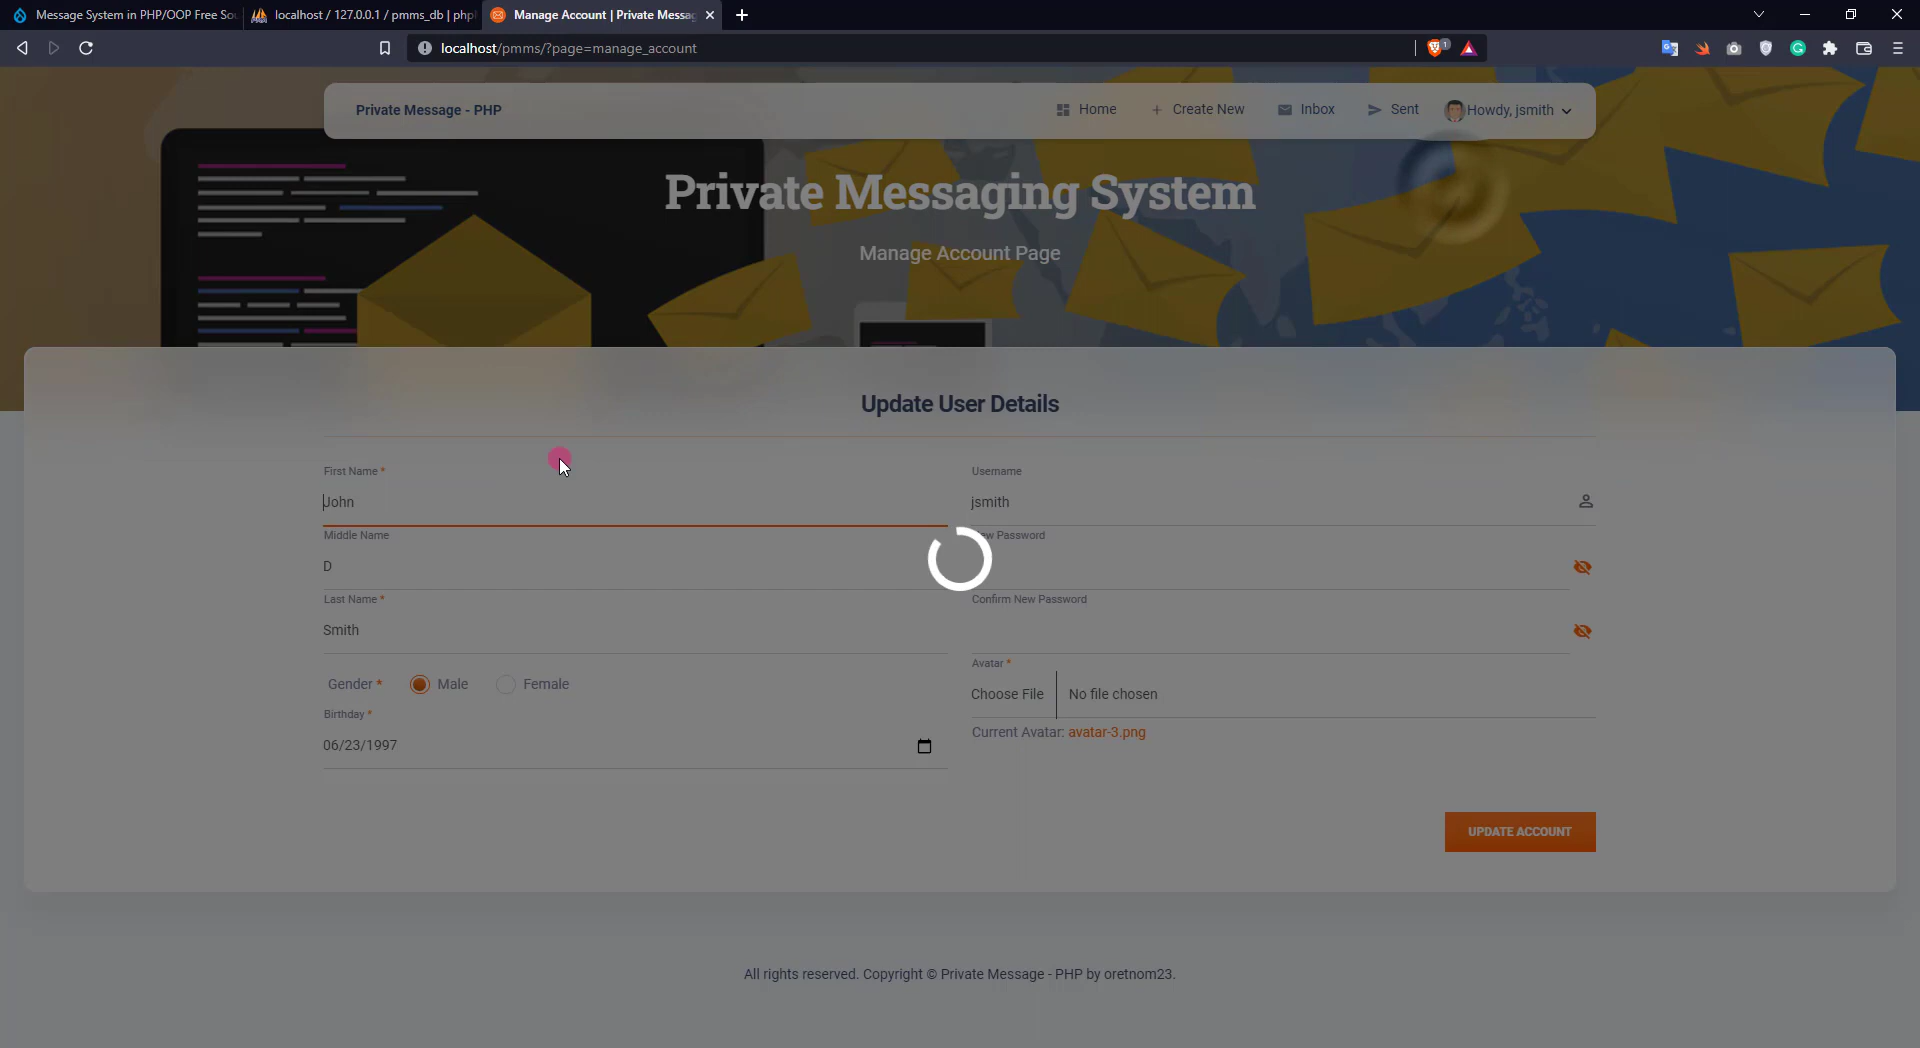 Message System in PHP/OOP Free Sou
localhost / 127.0.0.1 / pmms_db | php
Manage Account | Private Messag
localhost/pmms/?page=manage_account
1
Private Message - PHP
Home
Create New
Inbox
Sent
Howdy, jsmith
Private Messaging System
Manage Account Page
Update User Details
First Name *
John
Middle Name
D
Last Name *
Smith
Gender *
Male
Female
Birthday *
06/23/1997
Username
jsmith
Password
Confirm New Password
Avatar *
Choose File
No file chosen
Current Avatar: avatar-3.png
UPDATE ACCOUNT
All rights reserved. Copyright © Private Message - PHP by oretnom23.